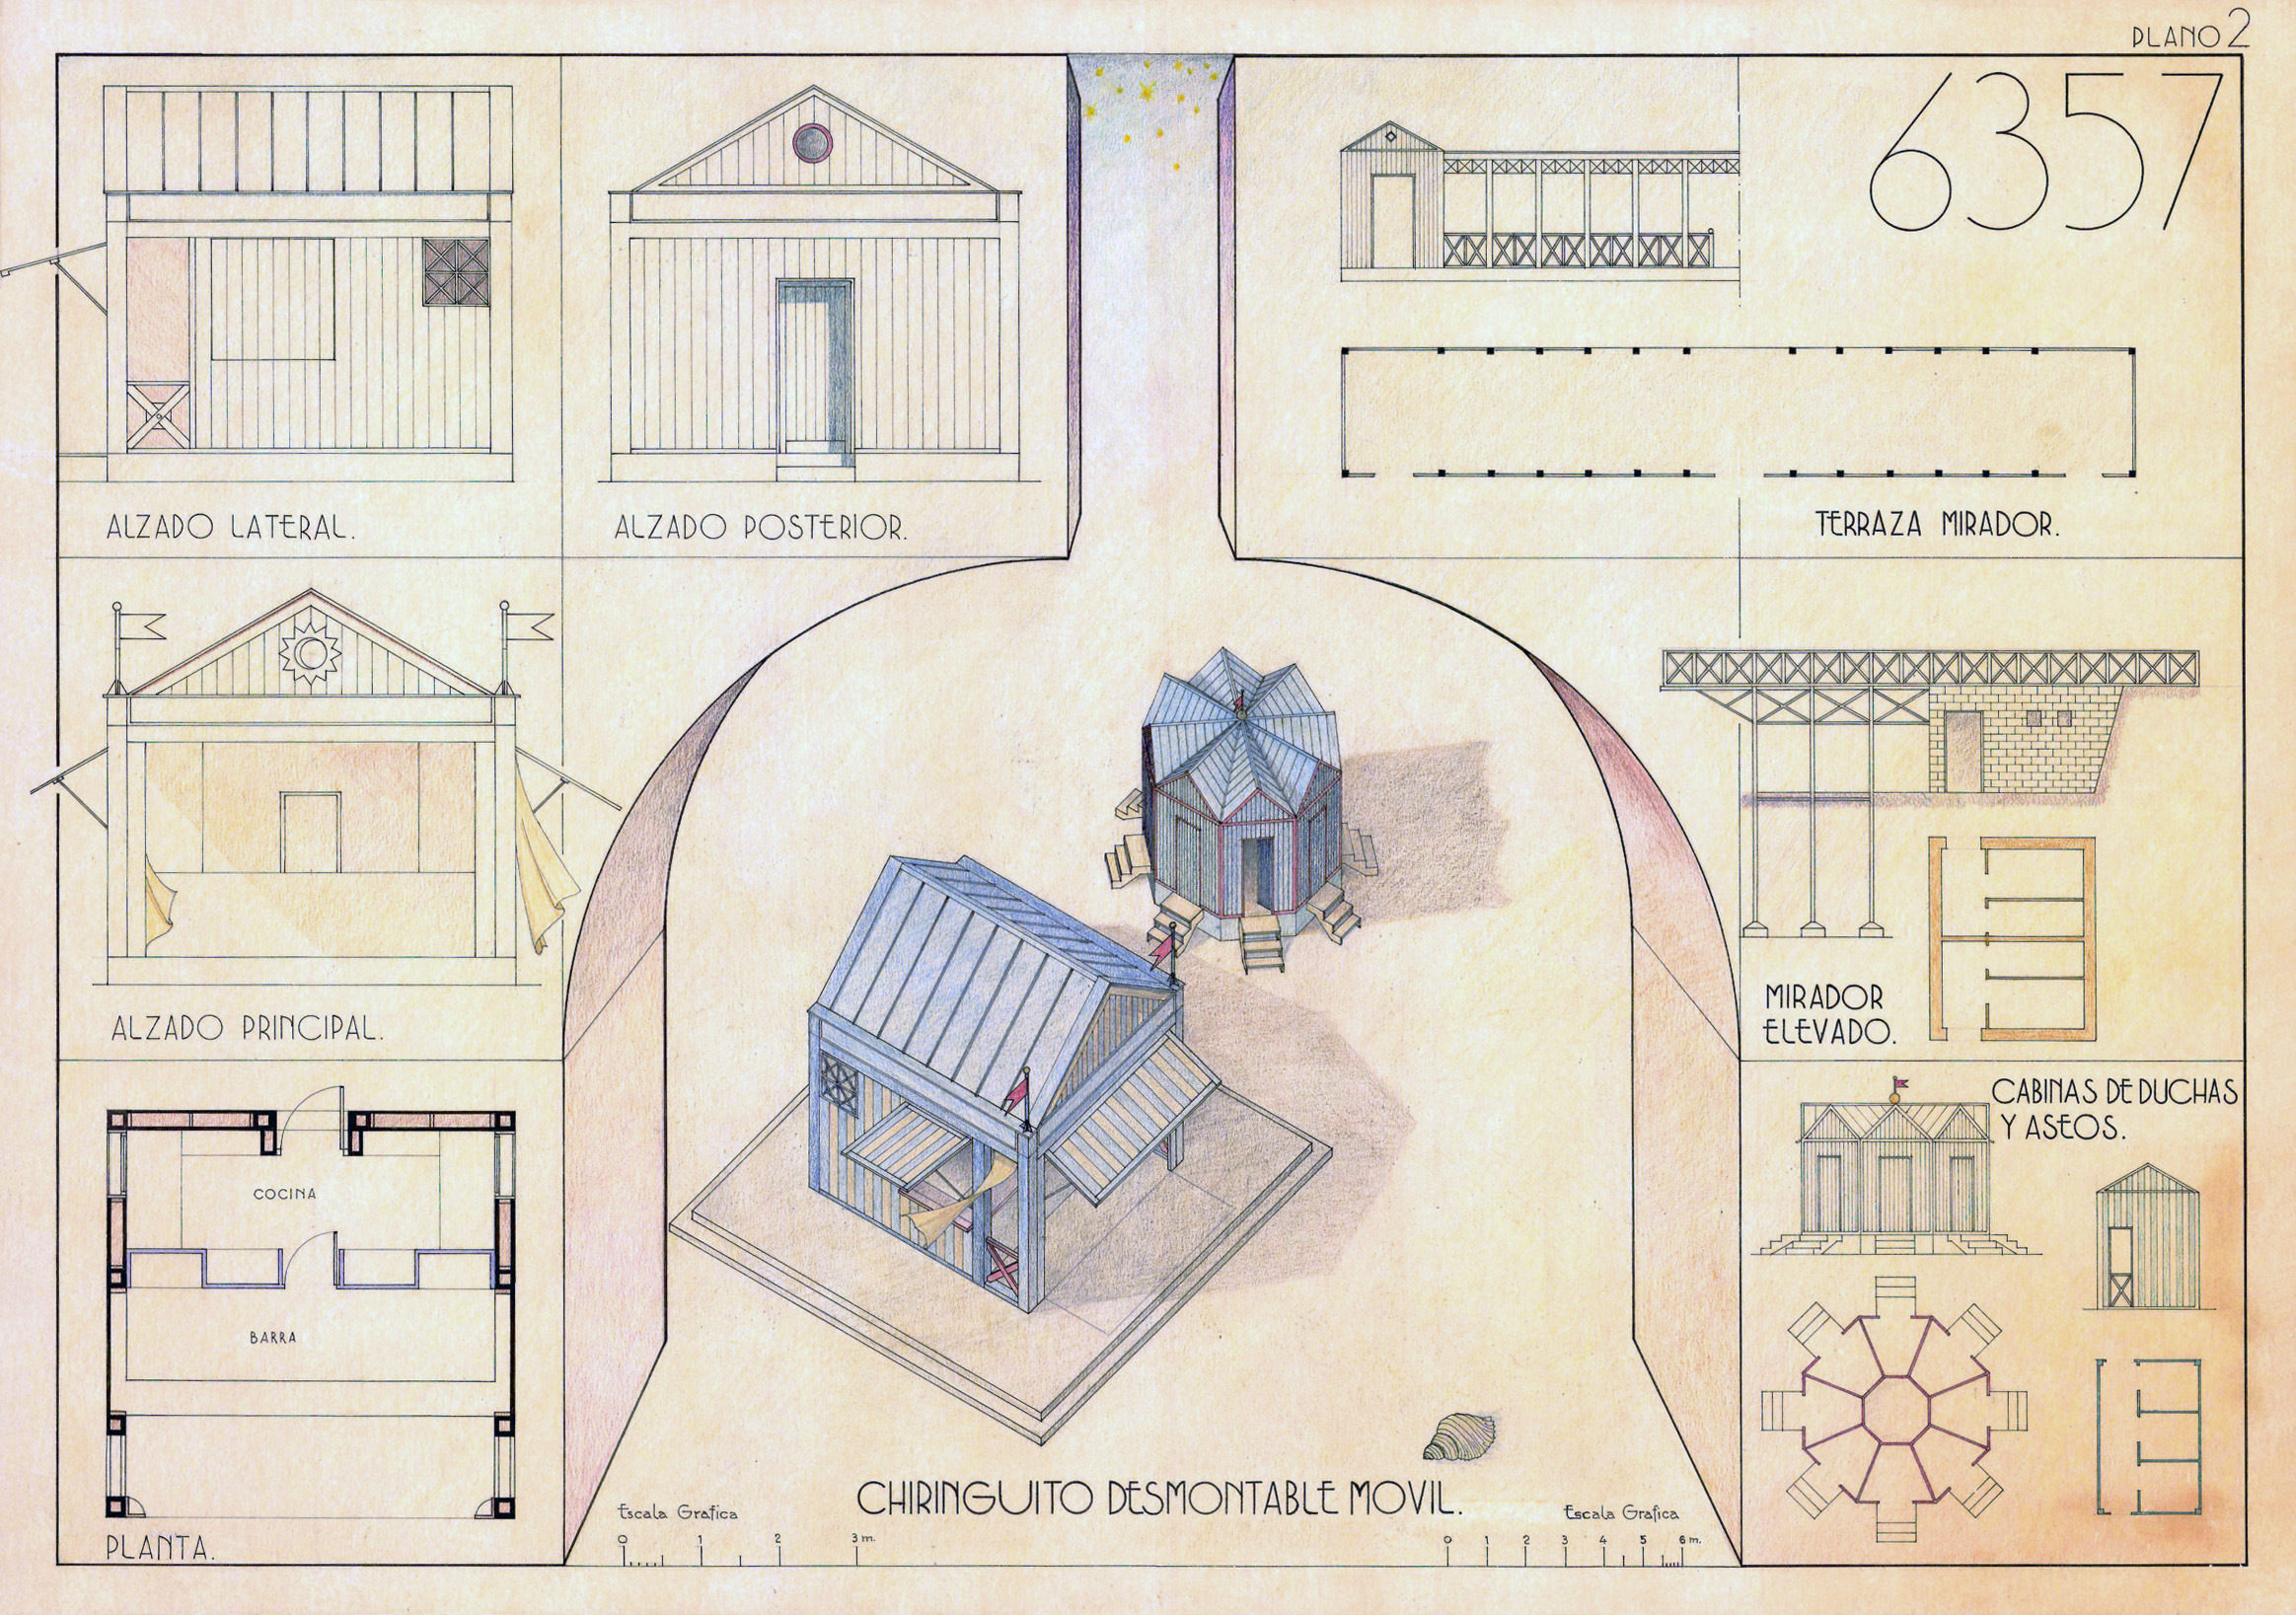 PLANO 2
6357
ALZADO LATERAL.
ALZADO POSTERIOR.
TERRAZA MIRADOR.
ALZADO PRINCIPAL.
MIRADOR
ELEVADO.
CABINAS DE DUCHAS
Y ASEOS.
COCINA
BARRA
PLANTA.
CHIRINGUITO DESMONTABLE MOVIL.
Escala Grafica
0 1 2 3 m.
Escala Grafica
0 1 2 3 4 5 6 m.